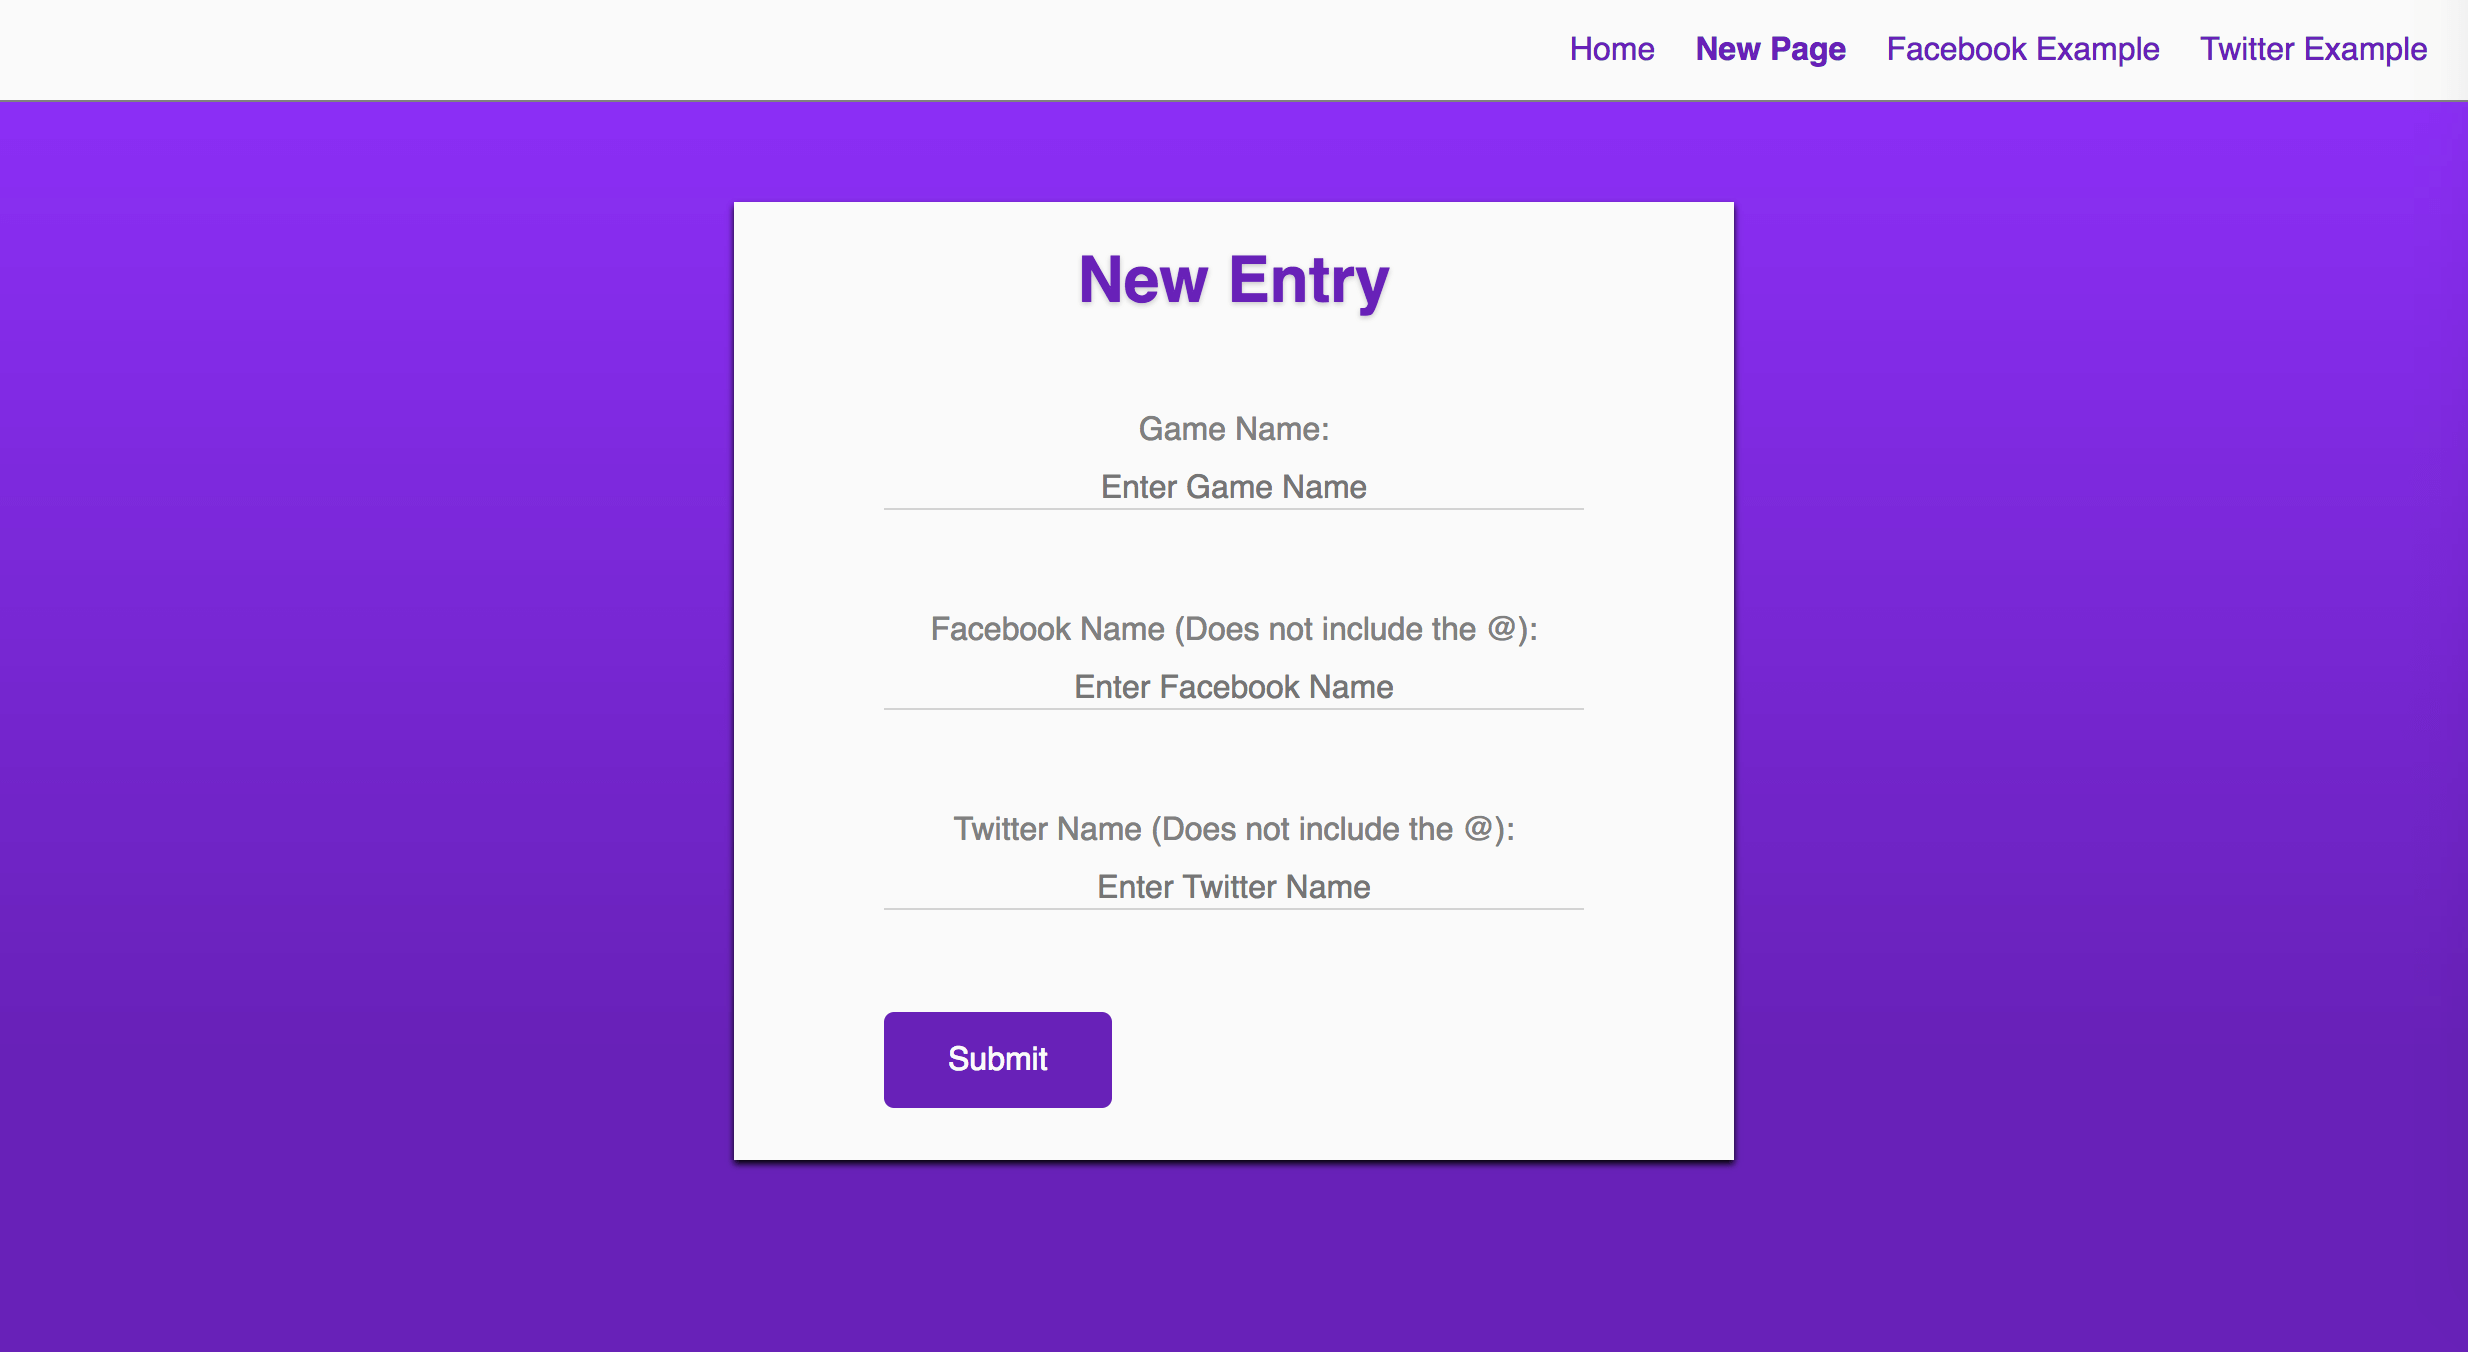 Home New Page Facebook Example Twitter Example
New Entry
Game Name:
Enter Game Name
Facebook Name (Does not include the @):
Enter Facebook Name
Twitter Name (Does not include the @):
Enter Twitter Name
Submit